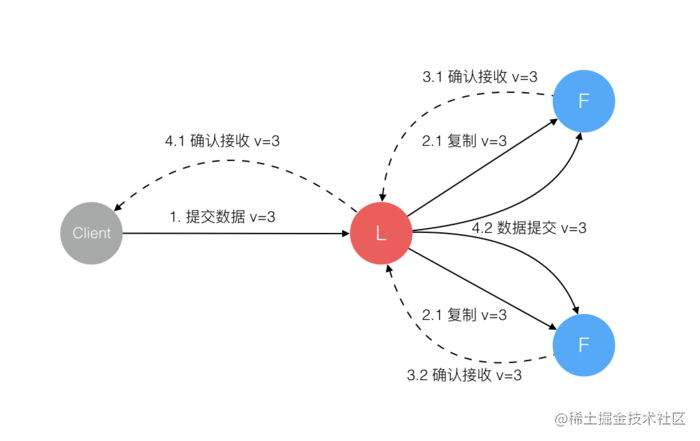 3.1 确认接收 v=3
F
4.1 确认接收 v=3
2.1 复制 v=3
1. 提交数据 v=3
Client
L
4.2 数据提交 v=3
2.1 复制 v=3
F
3.2 确认接收 v=3
@稀土掘金技术社区